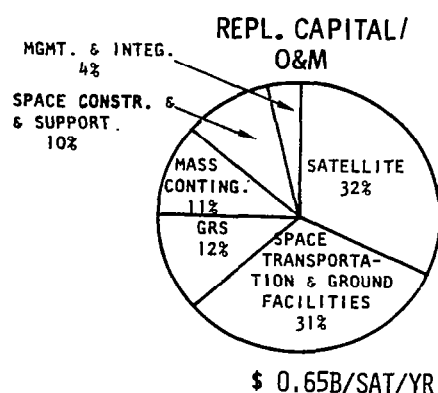 REPL. CAPITAL/
O&M
MGMT. & INTEG.
4%
SPACE CONSTR. &
& SUPPORT.
10%
MASS
CONTING.
11%
GRS
12%
SATELLITE
32%
SPACE
TRANSPORTA-
TION & GROUND
FACILITIES
31%
$ 0.65B/SAT/YR